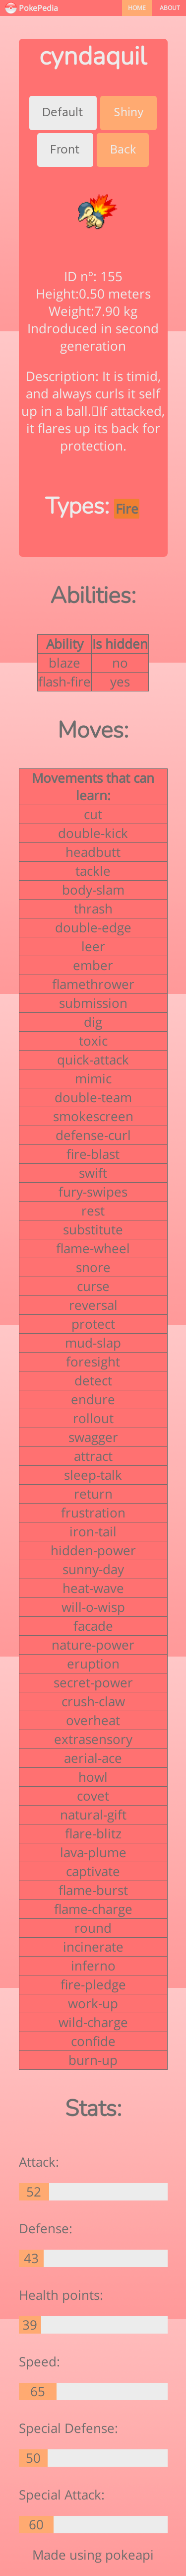 PokePedia HOME ABOUT
cyndaquil
Default Shiny
Front Back
ID nº: 155
Height:0.50 meters
Weight:7.90 kg
Indroduced in second
generation
Description: It is timid,
and always curls it self
up in a ball.If attacked,
it flares up its back for
protection.
Types: Fire
Abilities:
Ability Is hidden
blaze no
flash-fire yes
Moves:
Movements that can
learn:
cut
double-kick
headbutt
tackle
body-slam
thrash
double-edge
leer
ember
flamethrower
submission
dig
toxic
quick-attack
mimic
double-team
smokescreen
defense-curl
fire-blast
swift
fury-swipes
rest
substitute
flame-wheel
snore
curse
reversal
protect
mud-slap
foresight
detect
endure
rollout
swagger
attract
sleep-talk
return
frustration
iron-tail
hidden-power
sunny-day
heat-wave
will-o-wisp
facade
nature-power
eruption
secret-power
crush-claw
overheat
extrasensory
aerial-ace
howl
covet
natural-gift
flare-blitz
lava-plume
captivate
flame-burst
flame-charge
round
incinerate
inferno
fire-pledge
work-up
wild-charge
confide
burn-up
Stats:
Attack:
52
Defense:
43
Health points:
39
Speed:
65
Special Defense:
50
Special Attack:
60
Made using pokeapi